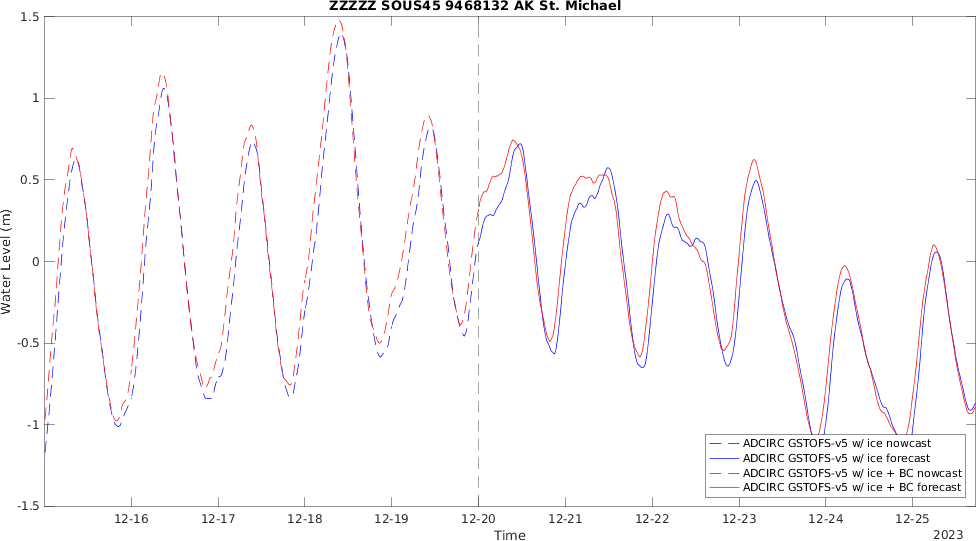 ZZZZZ SOUS45 9468132 AK St. Michael
1.5
1
0.5
0
-0.5
-1
-1.5
Water Level (m)
12-16 12-17 12-18 12-19 12-20 12-21 12-22 12-23 12-24 12-25
Time
2023
ADCIRC GSTOFS-v5 w/ ice nowcast
ADCIRC GSTOFS-v5 w/ ice forecast
ADCIRC GSTOFS-v5 w/ ice + BC nowcast
ADCIRC GSTOFS-v5 w/ ice + BC forecast